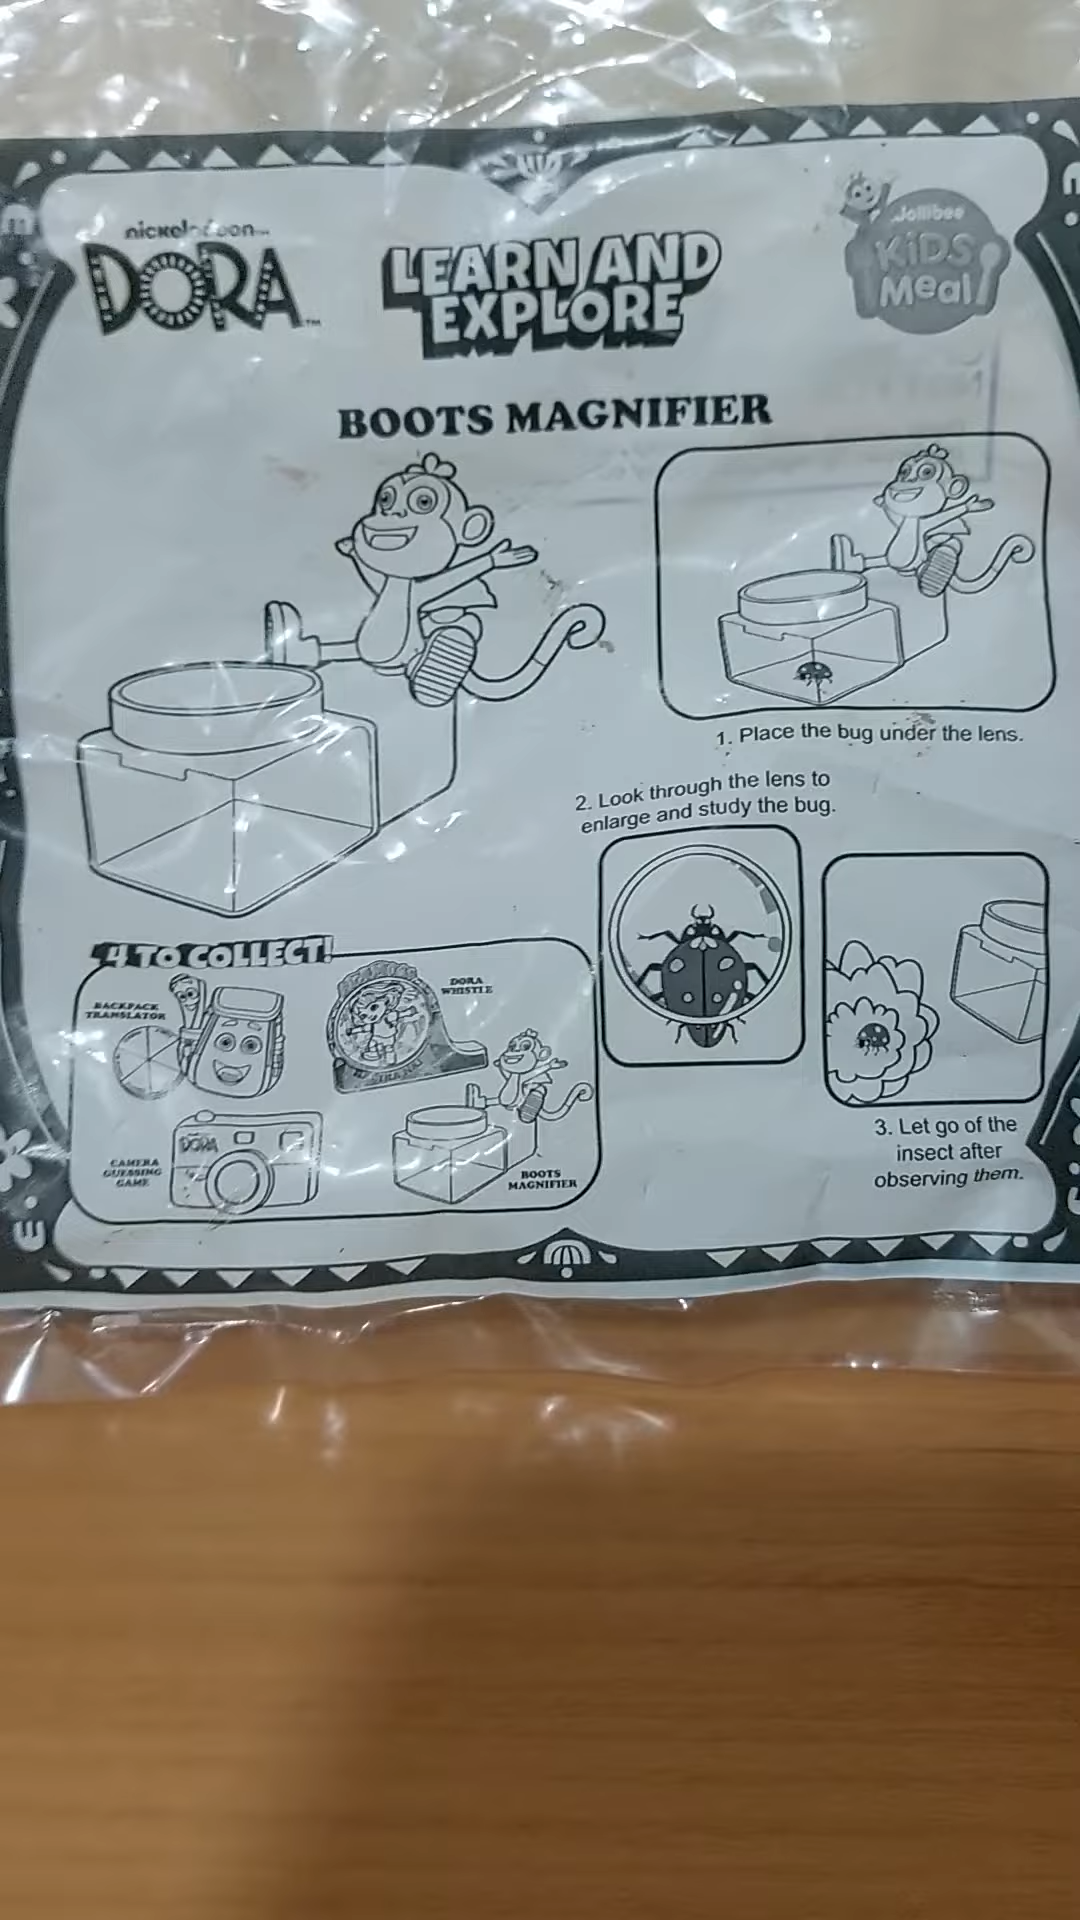 nickelodeon
DORA™
LEARN AND
EXPLORE
Jollibee
KiDS
Meal
BOOTS MAGNIFIER
1. Place the bug under the lens.
2. Look through the lens to
enlarge and study the bug.
3. Let go of the
insect after
observing them.
4 TO COLLECT!
BACKPACK
TRANSLATOR
DORA
WHISTLE
CAMERA
GUESSING
GAME
DORA
BOOTS
MAGNIFIER